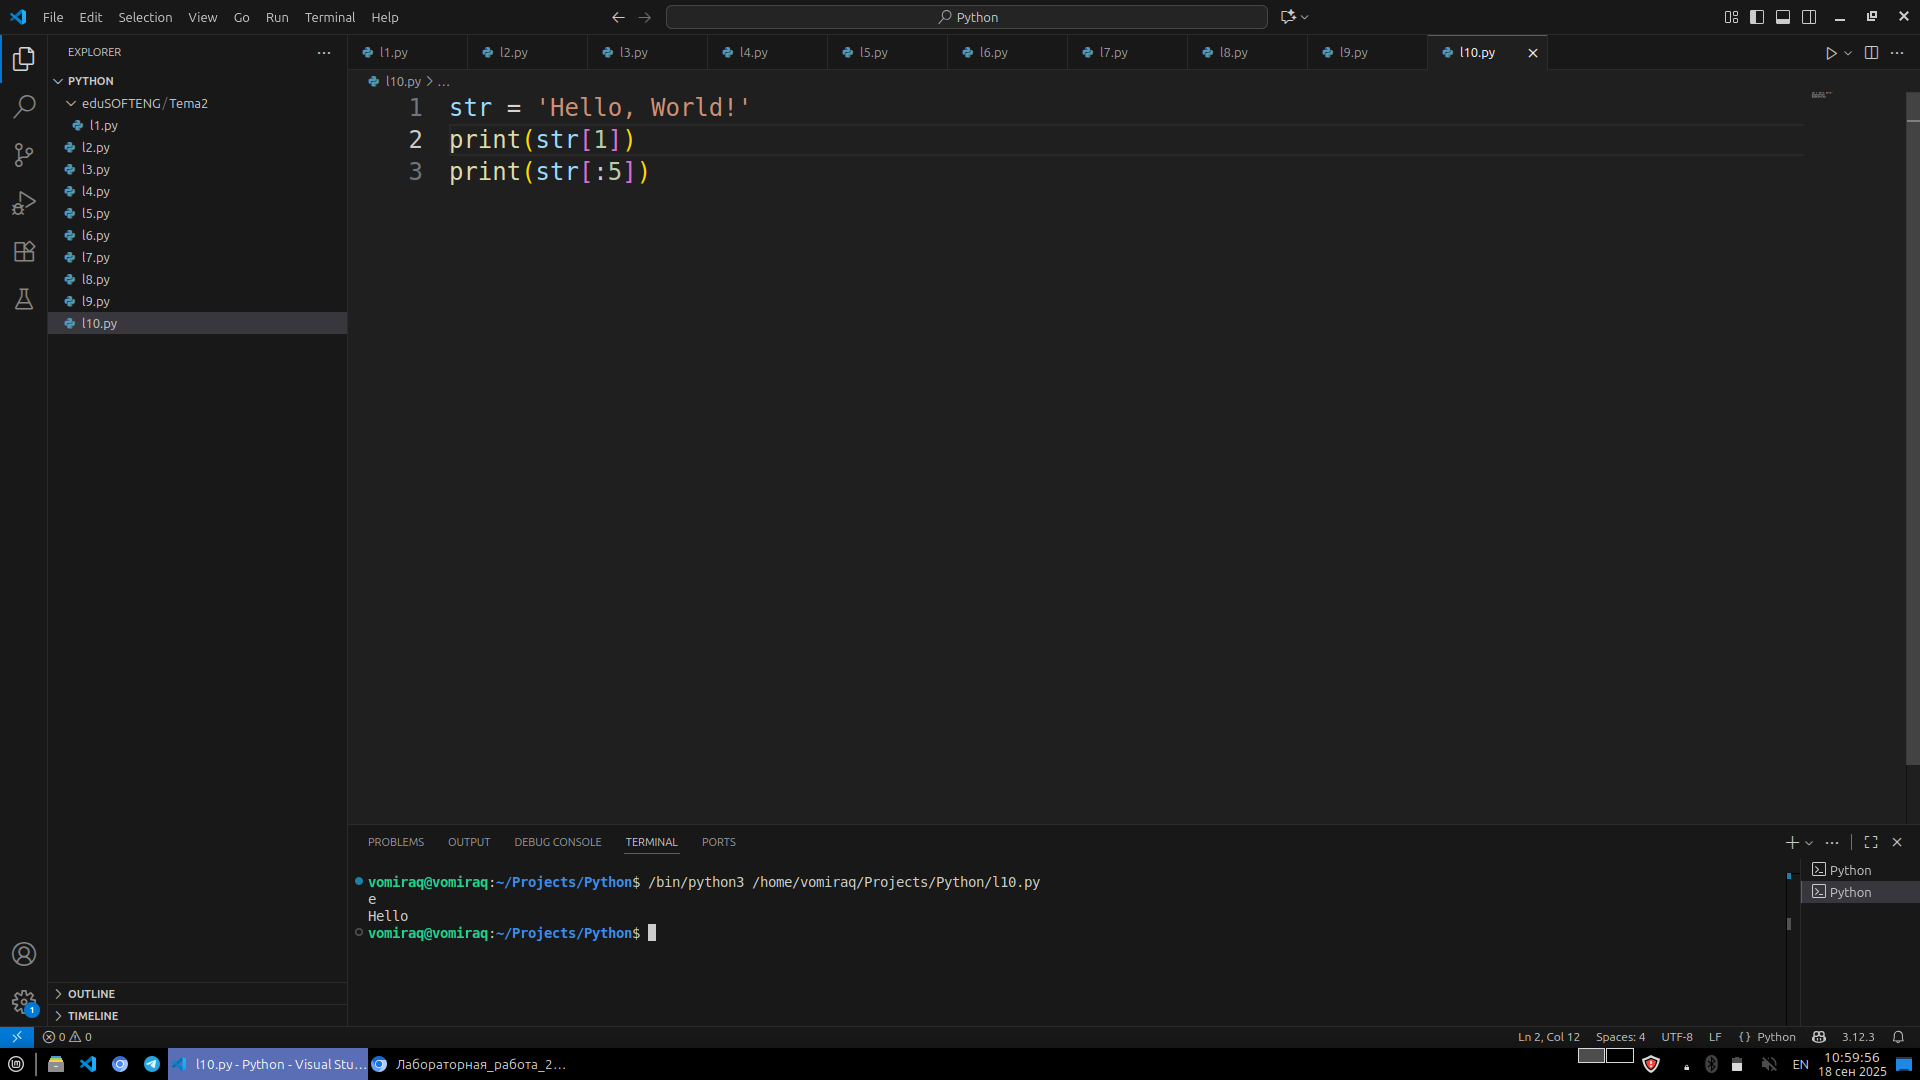 File Edit Selection View Go Run Terminal Help
Python
EXPLORER
PYTHON
eduSOFTENG / Tema2
l1.py
l2.py
l3.py
l4.py
l5.py
l6.py
l7.py
l8.py
l9.py
l10.py
OUTLINE
TIMELINE
l1.py l2.py l3.py l4.py l5.py l6.py l7.py l8.py l9.py l10.py
l10.py > ...
1 str = 'Hello, World!'
2 print(str[1])
3 print(str[:5])
PROBLEMS OUTPUT DEBUG CONSOLE TERMINAL PORTS
vomiraq@vomiraq:~/Projects/Python$ /bin/python3 /home/vomiraq/Projects/Python/l10.py
e
Hello
vomiraq@vomiraq:~/Projects/Python$
Python
Python
1
0 0
Ln 2, Col 12 Spaces: 4 UTF-8 LF {} Python 3.12.3
l10.py - Python - Visual Stu...
Лабораторная_работа_2...
EN
10:59:56
18 сен 2025